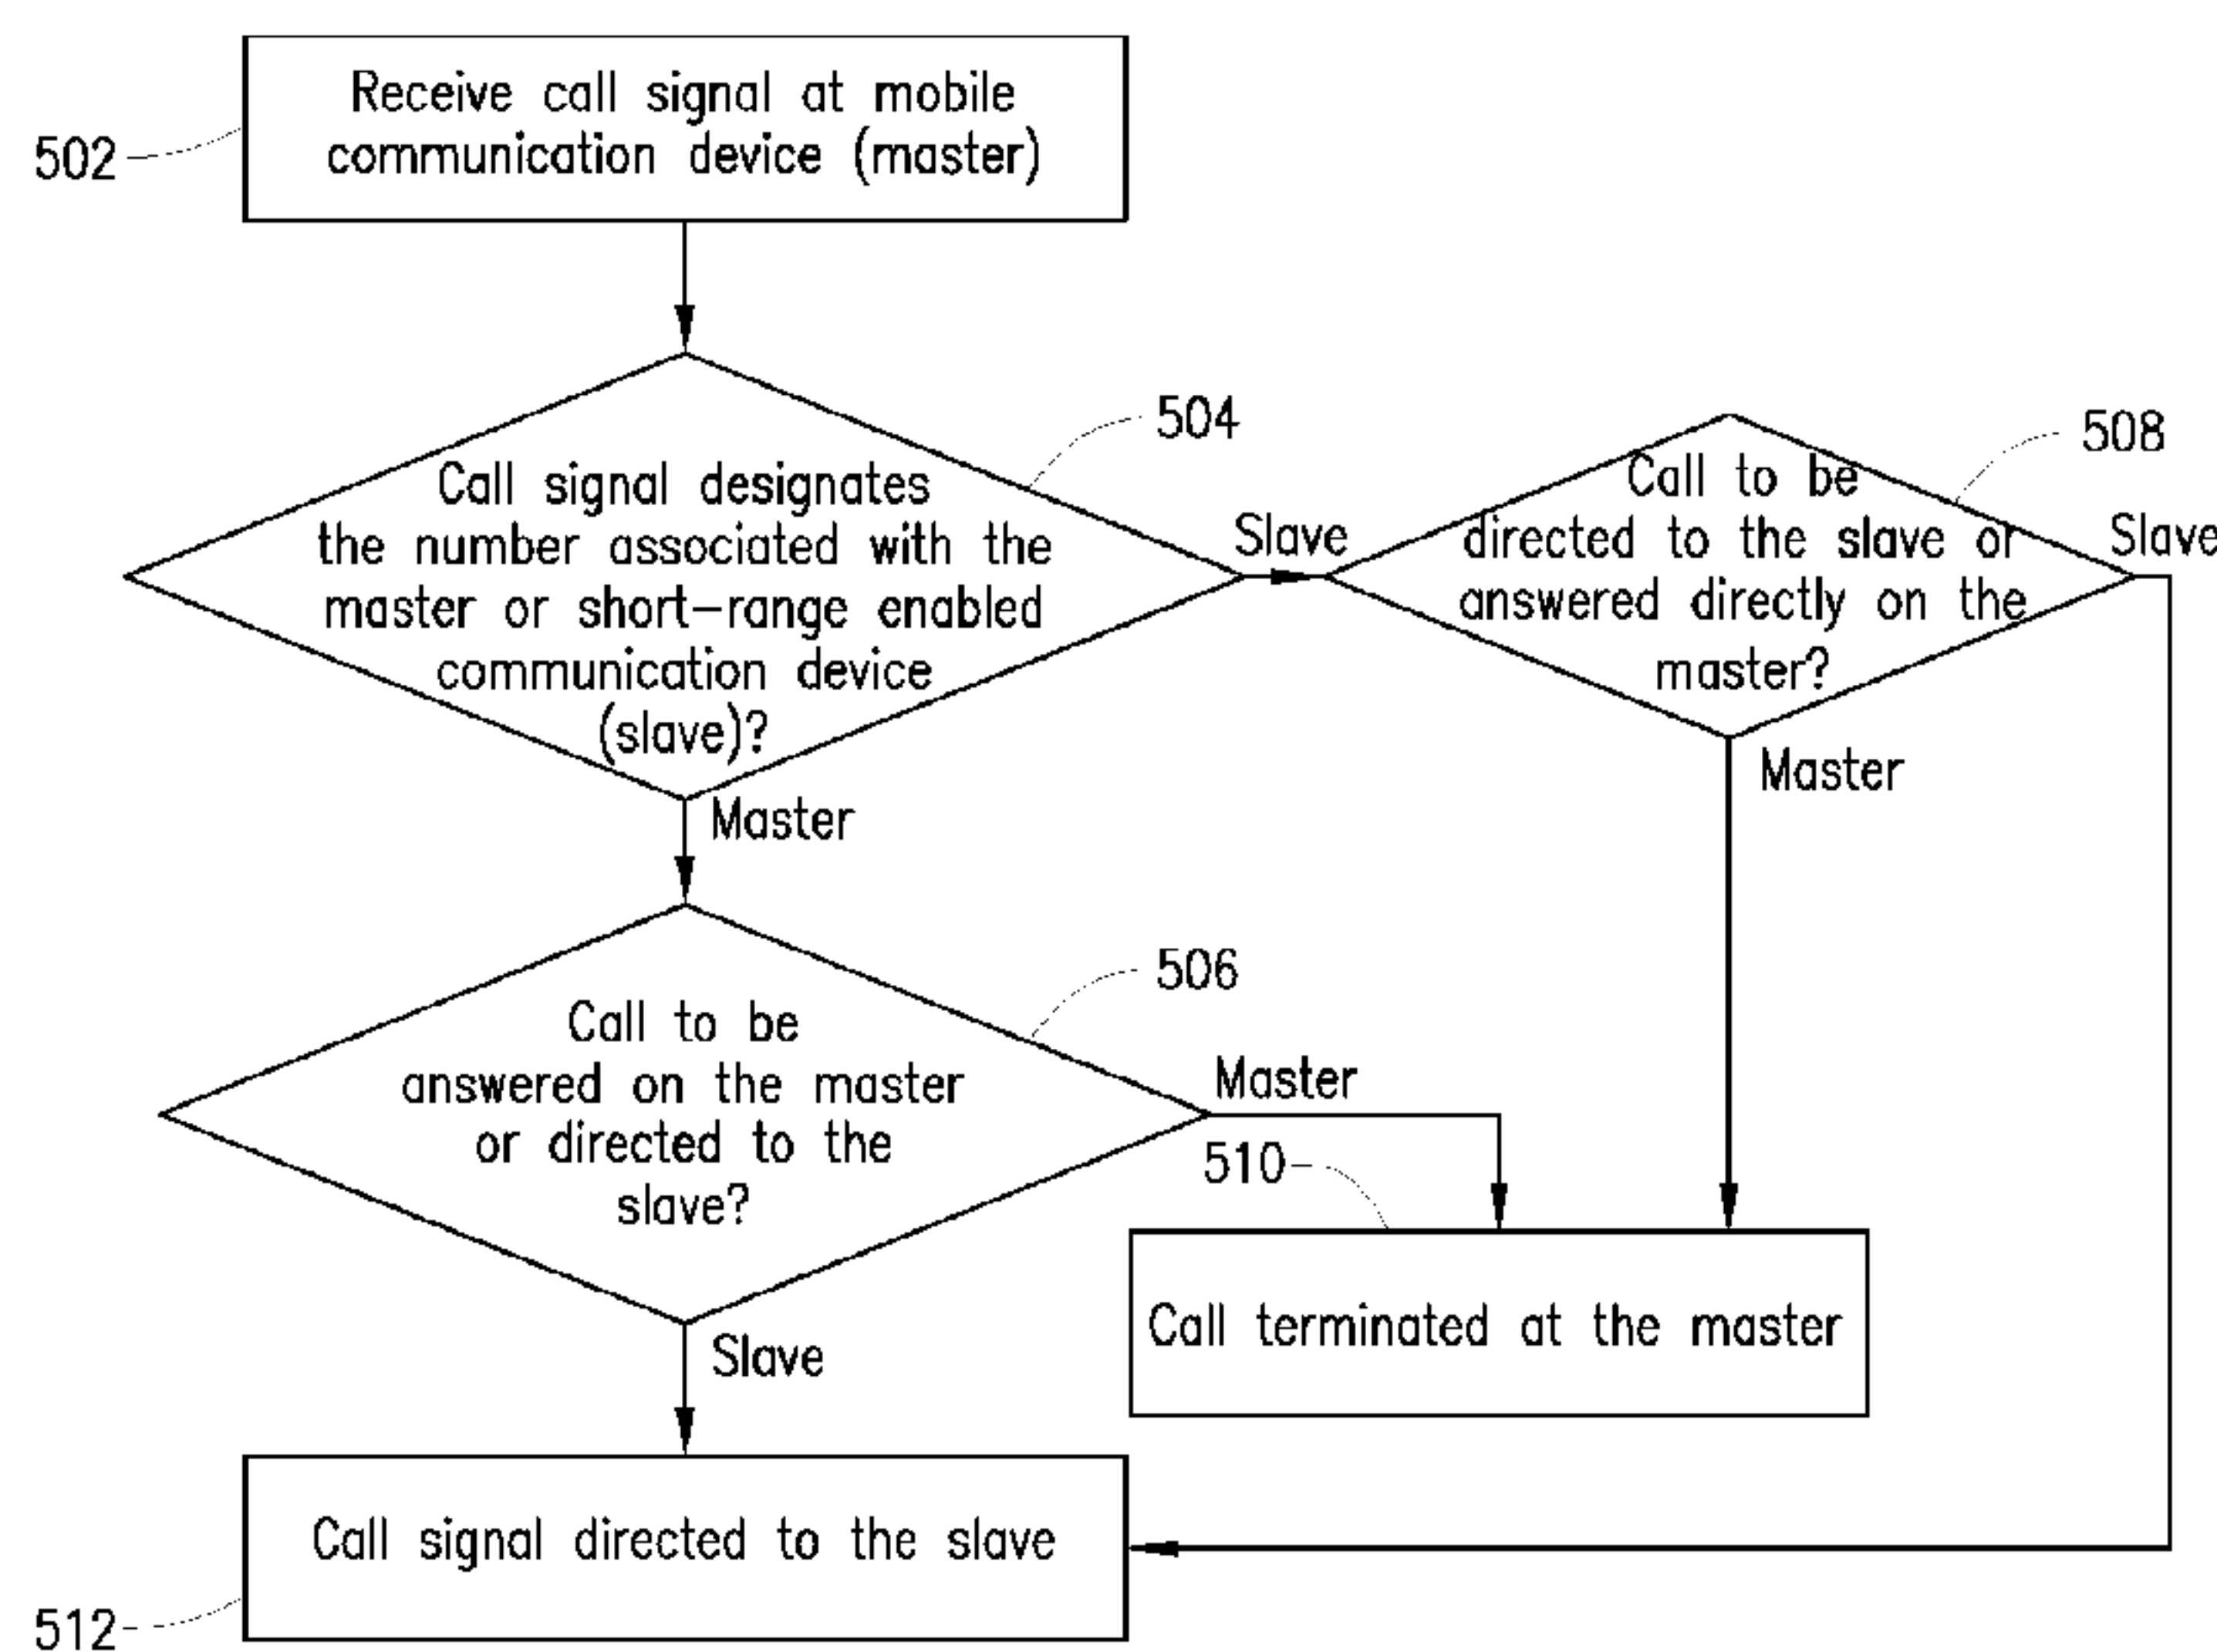 Receive call signal at mobile
communication device (master)
502
504
Call signal designates
the number associated with the
master or short-range enabled
communication device
(slave)?
Slave
508
Call to be
directed to the slave or
answered directly on the
master?
Slave
Master
Master
506
Call to be
answered on the master
or directed to the
slave?
Master
510
Call terminated at the master
Slave
Call signal directed to the slave
512